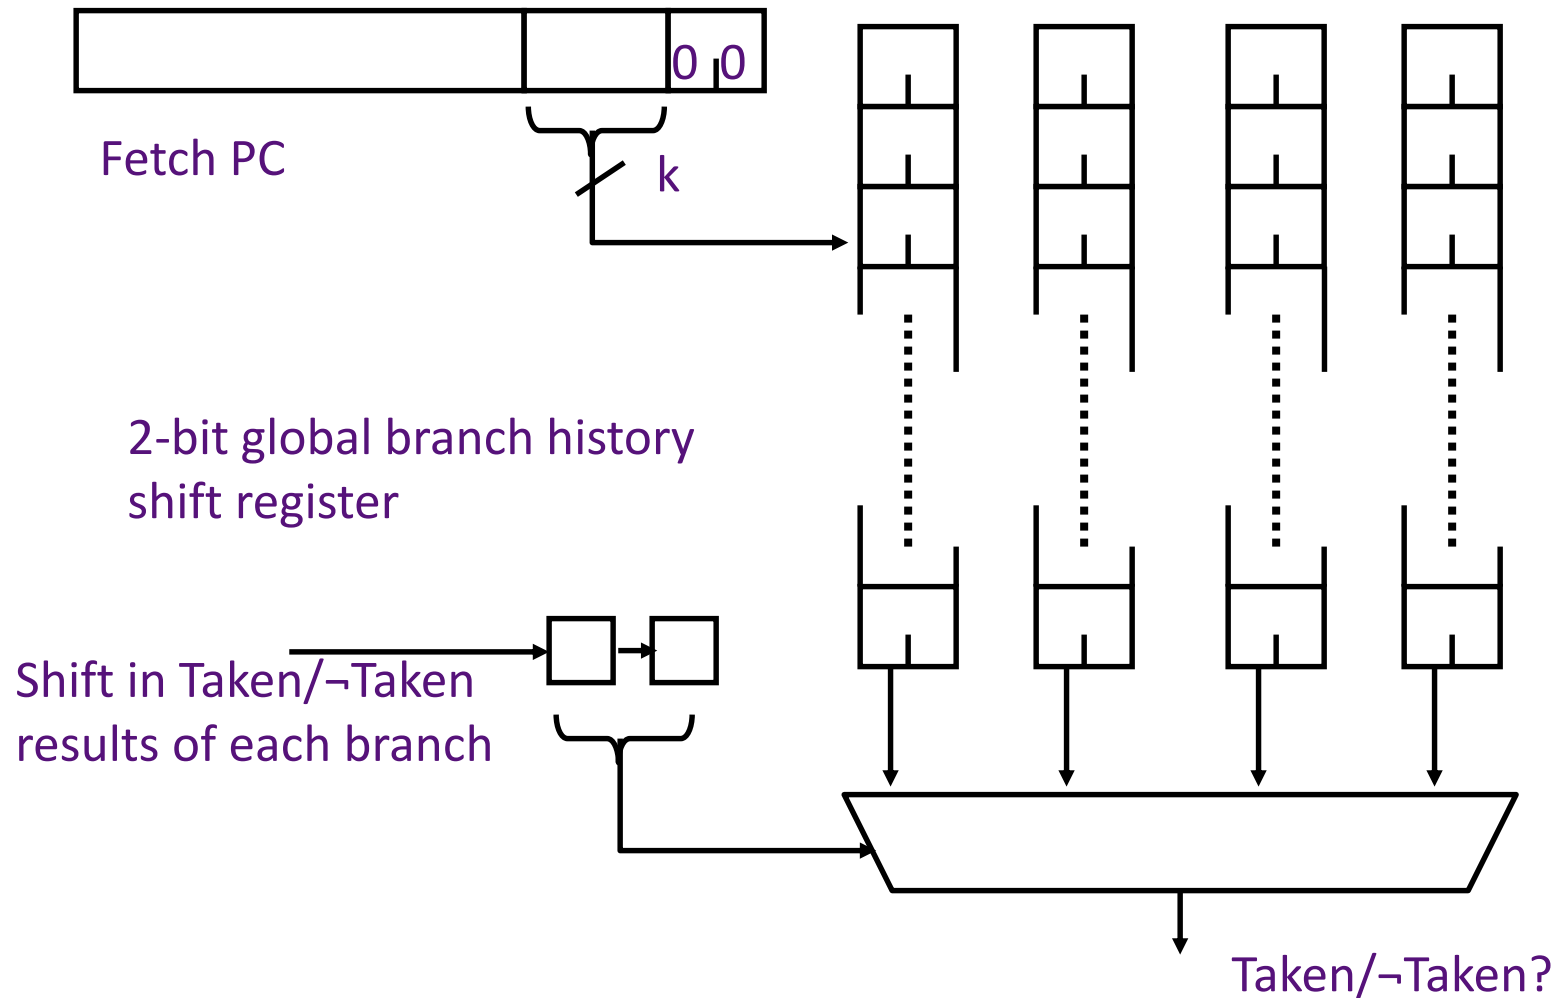 0 0
Fetch PC
k
2-bit global branch history
shift register
Shift in Taken/¬Taken
results of each branch
Taken/¬Taken?